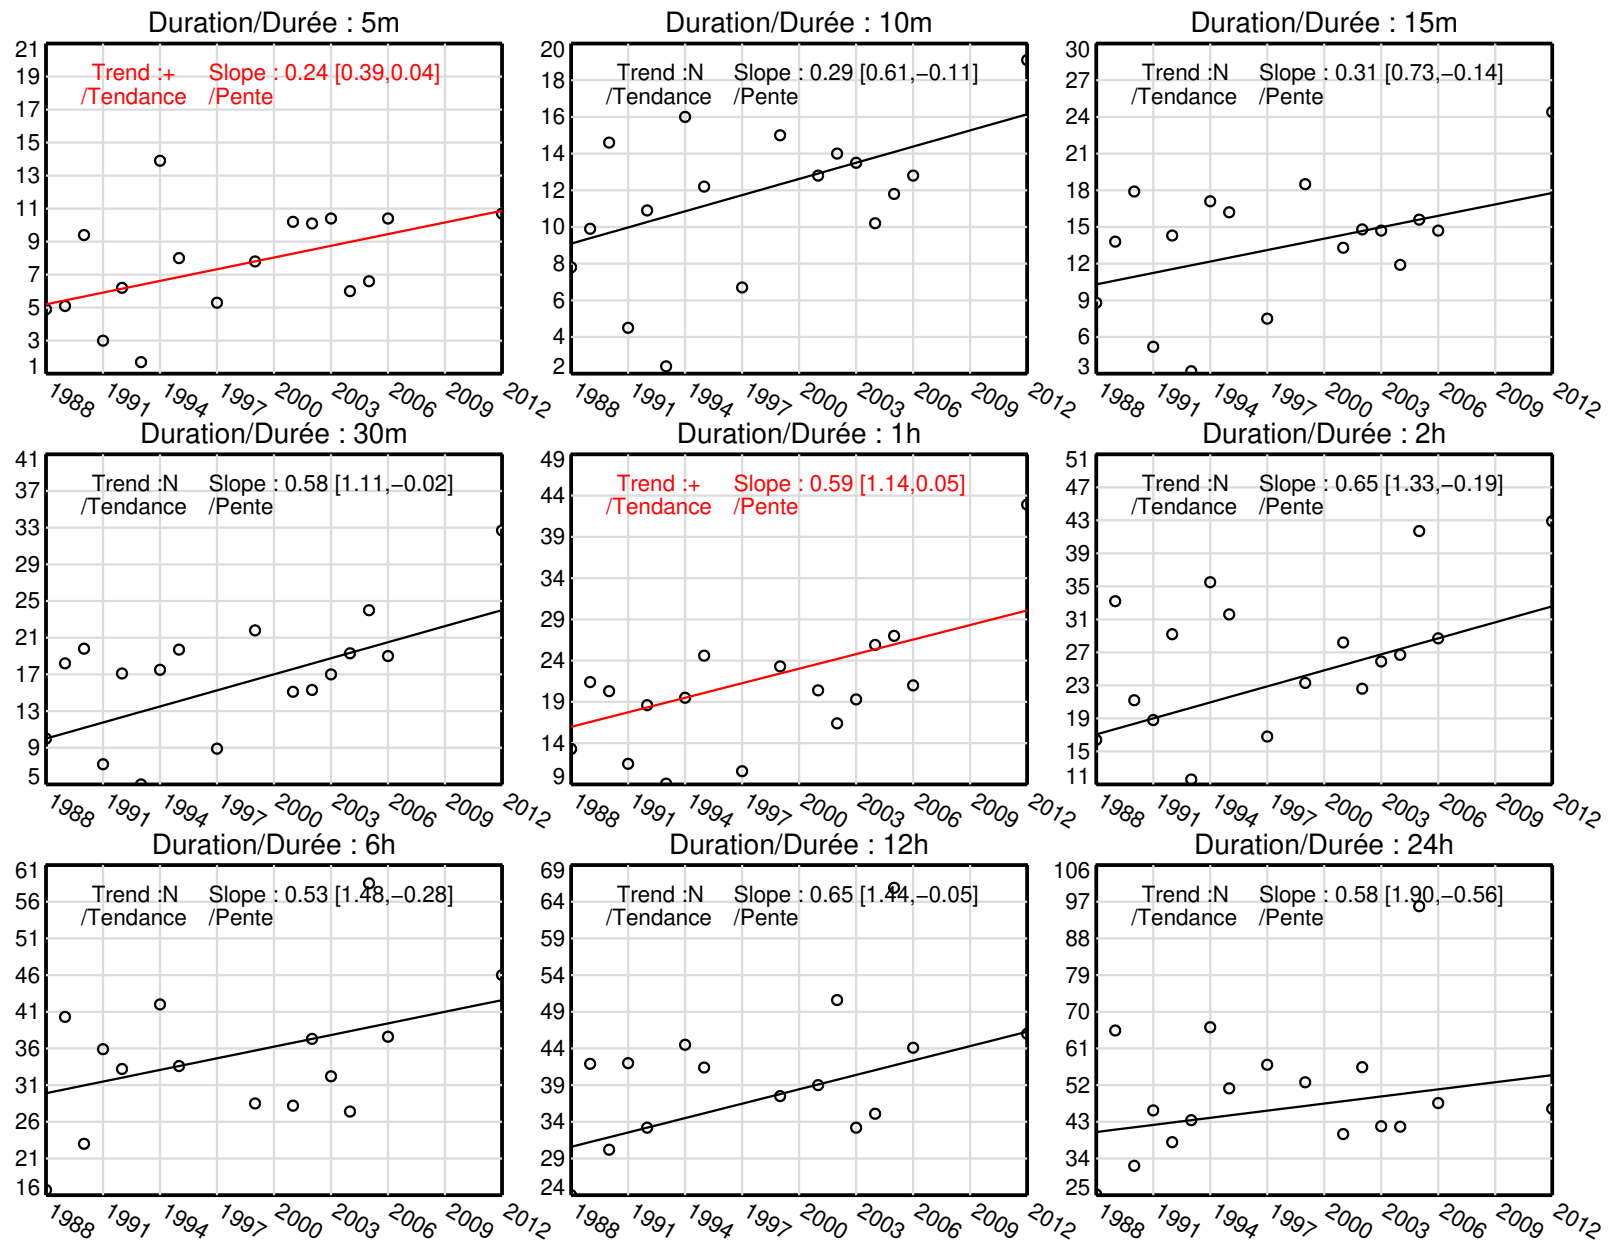 Duration/Durée : 5m
21
19
17
15
13
11
9
7
5
3
1
Trend :+ Slope : 0.24 [0.39,0.04]
/Tendance /Pente
1988 1991 1994 1997 2000 2003 2006 2009 2012
Duration/Durée : 10m
20
18
16
14
12
10
8
6
4
2
Trend :N Slope : 0.29 [0.61,−0.11]
/Tendance /Pente
1988 1991 1994 1997 2000 2003 2006 2009 2012
Duration/Durée : 15m
30
27
24
21
18
15
12
9
6
3
Trend :N Slope : 0.31 [0.73,−0.14]
/Tendance /Pente
1988 1991 1994 1997 2000 2003 2006 2009 2012
Duration/Durée : 30m
41
37
33
29
25
21
17
13
9
5
Trend :N Slope : 0.58 [1.11,−0.02]
/Tendance /Pente
1988 1991 1994 1997 2000 2003 2006 2009 2012
Duration/Durée : 1h
49
44
39
34
29
24
19
14
9
Trend :+ Slope : 0.59 [1.14,0.05]
/Tendance /Pente
1988 1991 1994 1997 2000 2003 2006 2009 2012
Duration/Durée : 2h
51
47
43
39
35
31
27
23
19
15
11
Trend :N Slope : 0.65 [1.33,−0.19]
/Tendance /Pente
1988 1991 1994 1997 2000 2003 2006 2009 2012
Duration/Durée : 6h
61
56
51
46
41
36
31
26
21
16
Trend :N Slope : 0.53 [1.48,−0.28]
/Tendance /Pente
1988 1991 1994 1997 2000 2003 2006 2009 2012
Duration/Durée : 12h
69
64
59
54
49
44
39
34
29
24
Trend :N Slope : 0.65 [1.44,−0.05]
/Tendance /Pente
1988 1991 1994 1997 2000 2003 2006 2009 2012
Duration/Durée : 24h
106
97
88
79
70
61
52
43
34
25
Trend :N Slope : 0.58 [1.90,−0.56]
/Tendance /Pente
1988 1991 1994 1997 2000 2003 2006 2009 2012